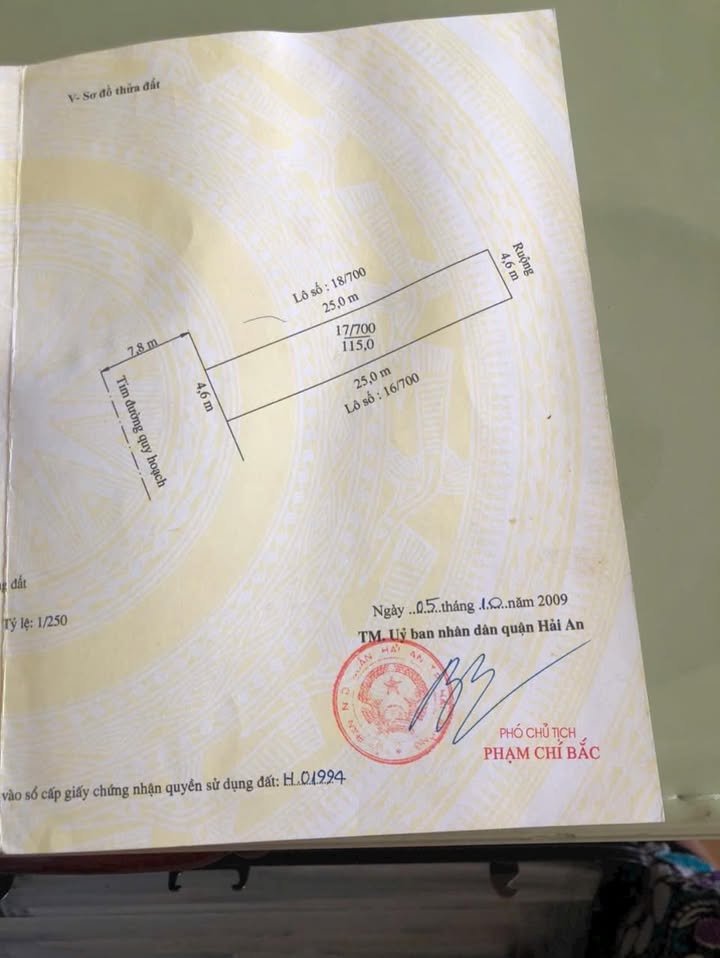 V- Sơ đồ thửa đất
Ruộng
4,6 m
Lô số : 18/700
25,0 m
17/700
115,0
7,8 m
4,6 m
25,0 m
Lô số : 16/700
Tim đường quy hoạch
g đất
Tỷ lệ: 1/250
Ngày ..05..tháng .10..năm 2009
TM. Uỷ ban nhân dân quận Hải An
PHÓ CHỦ TỊCH
PHẠM CHÍ BẮC
vào sổ cấp giấy chứng nhận quyền sử dụng đất: H.01994